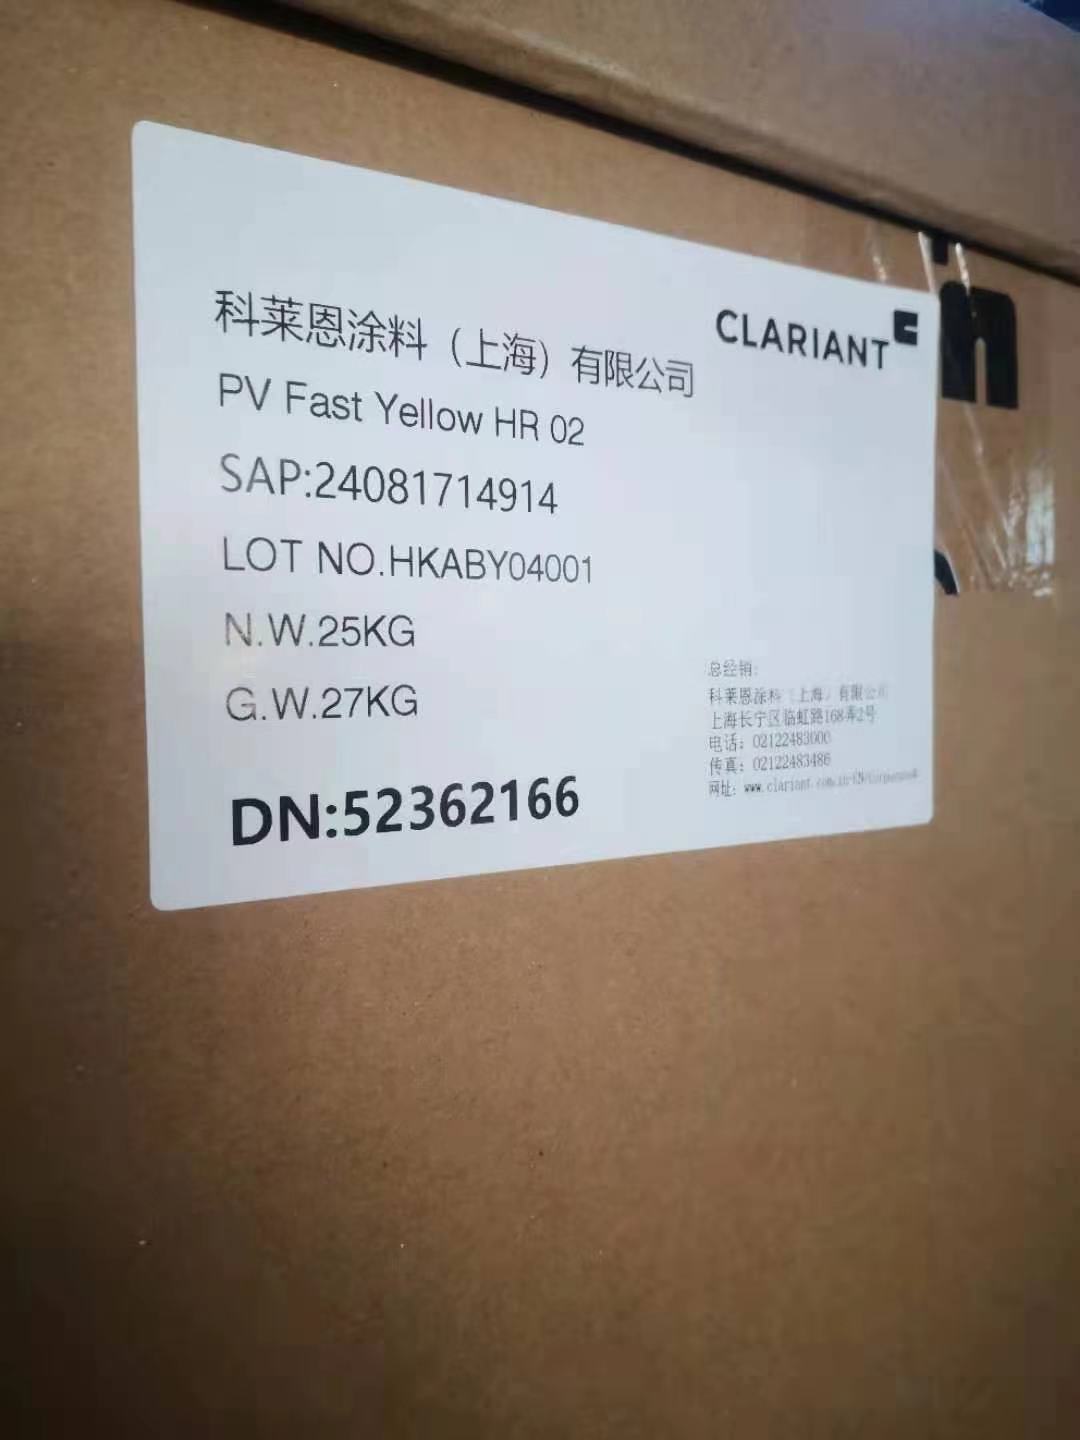 科莱恩涂料（上海）有限公司
CLARIANT
PV Fast Yellow HR 02
SAP:24081714914
LOT NO.HKABY04001
N.W.25KG
G.W.27KG
DN:52362166
总经销:
科莱恩涂料（上海）有限公司
上海长宁区临虹路168弄2号
电话: 02122483000
传真: 02122483486
网址: